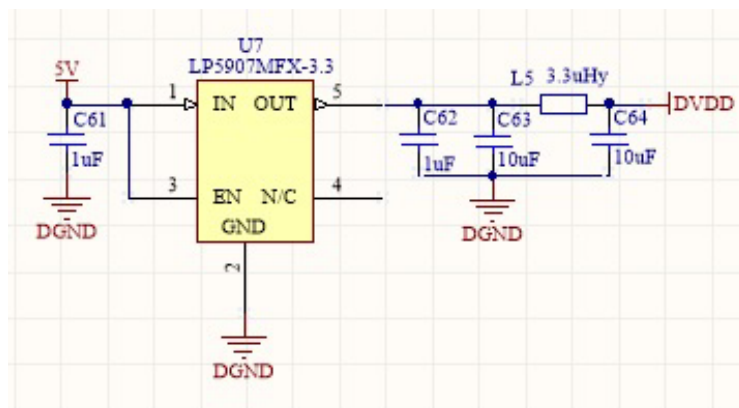 U7
LP5907MFX-3.3
5V
1
IN OUT
5
C61
1uF
3
EN N/C
4
GND
2
DGND
DGND
L5 3.3uHy
DVDD
C62
1uF
C63
10uF
C64
10uF
DGND